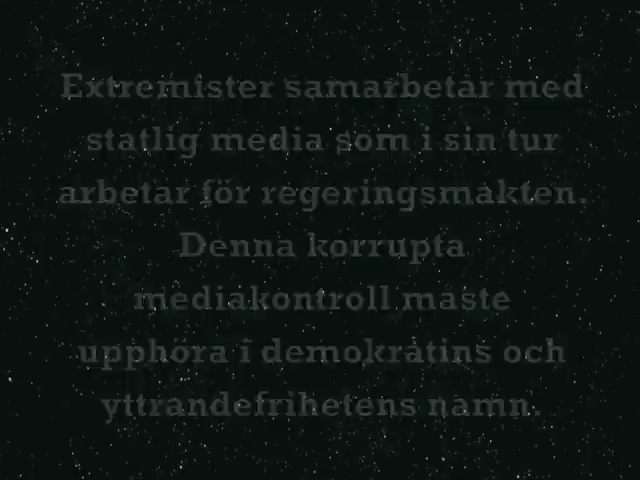 Extremister samarbetar med
statlig media som i sin tur
arbetar för regeringsmakten.
Denna korrupta
mediakontroll måste
upphöra i demokratins och
yttrandefrihetens namn.